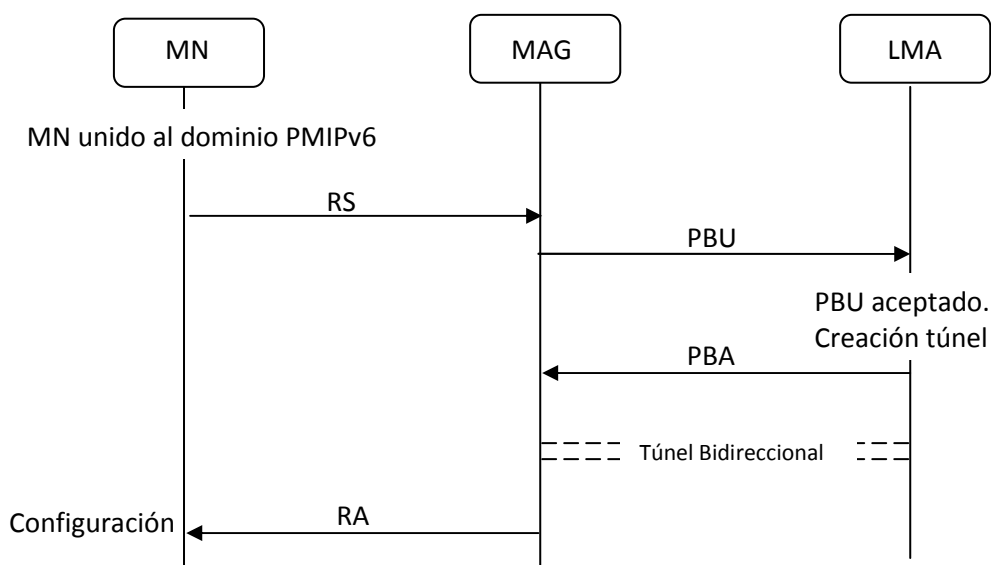 MN
MAG
LMA
MN unido al dominio PMIPv6
RS
PBU
PBU aceptado.
Creación túnel
PBA
Túnel Bidireccional
Configuración
RA